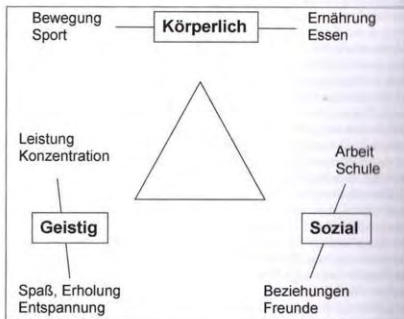 Bewegung
Sport
Körperlich
Ernährung
Essen
Leistung
Konzentration
Geistig
Spaß, Erholung
Entspannung
Arbeit
Schule
Sozial
Beziehungen
Freunde